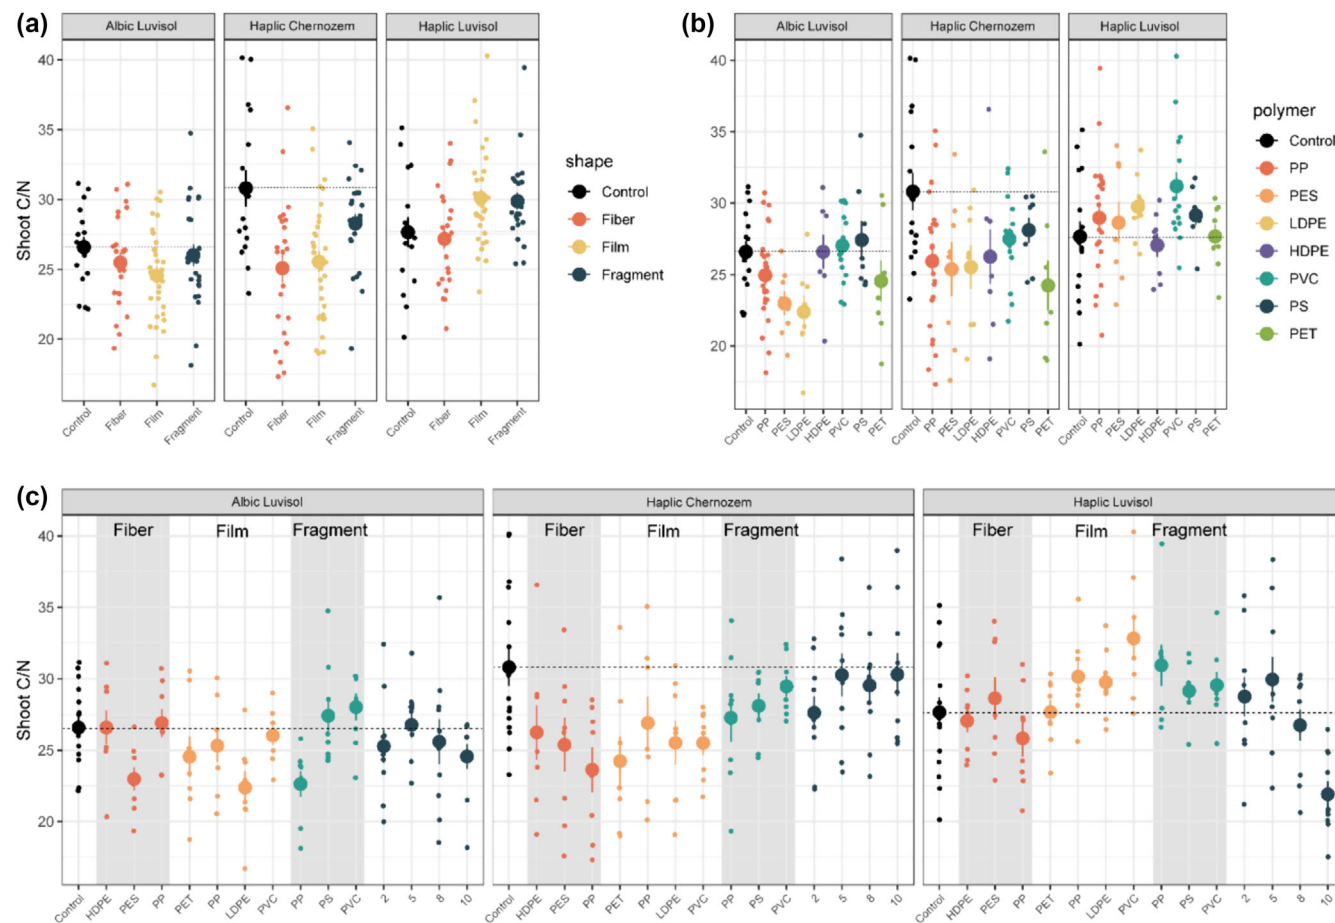 (a)
Albic Luvisol
Haplic Chernozem
Haplic Luvisol
Shoot C/N
40
35
30
25
20
Control
Fiber
Film
Fragment
Control
Fiber
Film
Fragment
Control
Fiber
Film
Fragment
shape
Control
Fiber
Film
Fragment
(b)
Albic Luvisol
Haplic Chernozem
Haplic Luvisol
40
35
30
25
20
Control
PP
PES
LDPE
HDPE
PVC
PS
PET
Control
PP
PES
LDPE
HDPE
PVC
PS
PET
Control
PP
PES
LDPE
HDPE
PVC
PS
PET
polymer
Control
PP
PES
LDPE
HDPE
PVC
PS
PET
(c)
Albic Luvisol
Haplic Chernozem
Haplic Luvisol
Fiber
Film
Fragment
Fiber
Film
Fragment
Fiber
Film
Fragment
Shoot C/N
40
35
30
25
20
Control
HDPE
PES
PP
PET
PP
LDPE
PVC
PP
PS
PVC
2
5
8
10
Control
HDPE
PES
PP
PET
PP
LDPE
PVC
PP
PS
PVC
2
5
8
10
Control
HDPE
PES
PP
PET
PP
LDPE
PVC
PP
PS
PVC
2
5
8
10